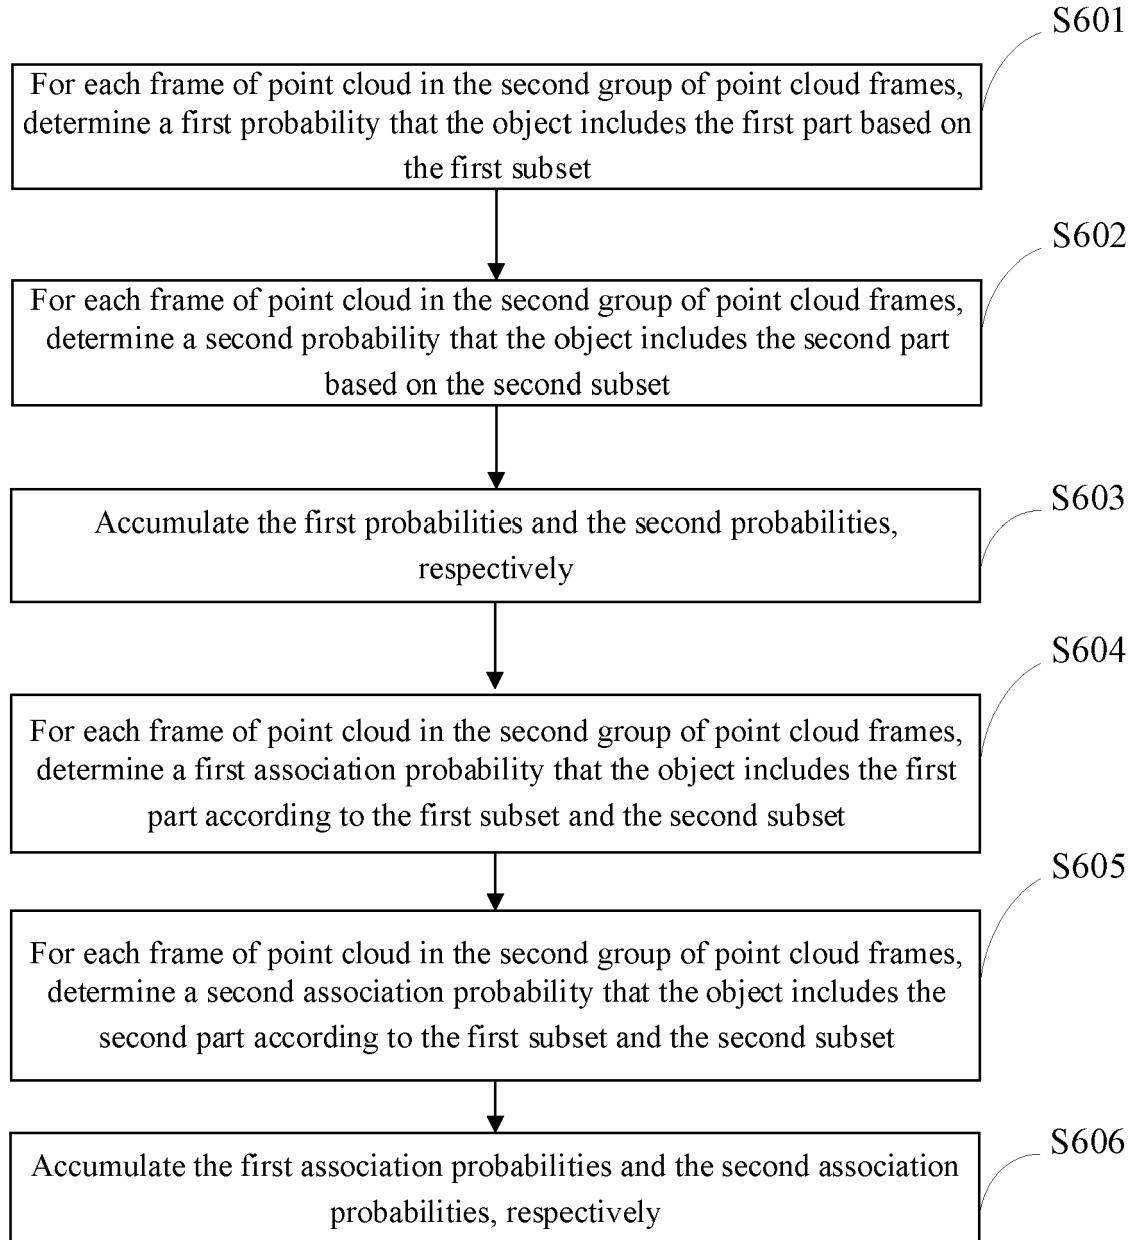 S601
For each frame of point cloud in the second group of point cloud frames,
determine a first probability that the object includes the first part based on
the first subset
S602
For each frame of point cloud in the second group of point cloud frames,
determine a second probability that the object includes the second part
based on the second subset
S603
Accumulate the first probabilities and the second probabilities,
respectively
S604
For each frame of point cloud in the second group of point cloud frames,
determine a first association probability that the object includes the first
part according to the first subset and the second subset
S605
For each frame of point cloud in the second group of point cloud frames,
determine a second association probability that the object includes the
second part according to the first subset and the second subset
S606
Accumulate the first association probabilities and the second association
probabilities, respectively